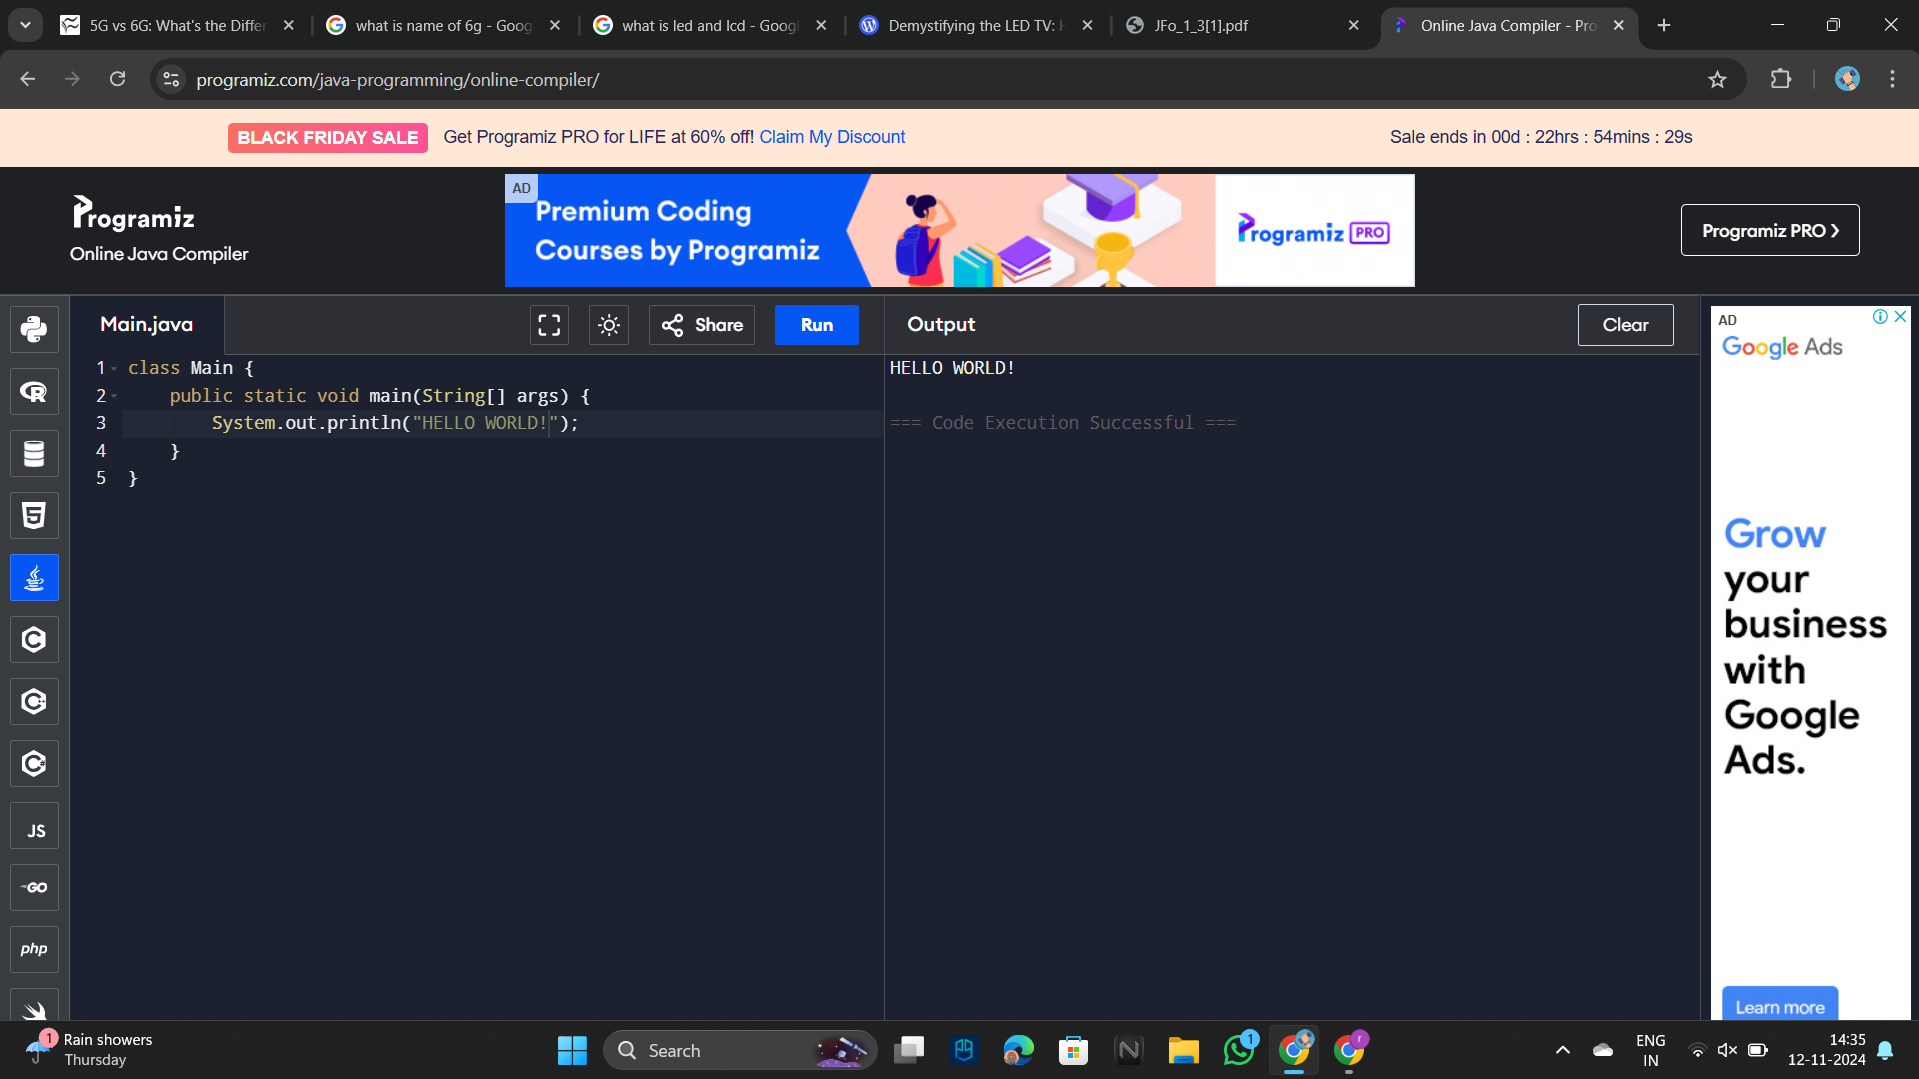 5G vs 6G: What's the Differ
what is name of 6g - Goog
what is led and lcd - Goog
Demystifying the LED TV: H
JFo_1_3[1].pdf
Online Java Compiler - Pro
programiz.com/java-programming/online-compiler/
BLACK FRIDAY SALE Get Programiz PRO for LIFE at 60% off! Claim My Discount
Sale ends in 00d : 22hrs : 54mins : 29s
Programiz
Online Java Compiler
AD
Premium Coding
Courses by Programiz
Programiz PRO
Programiz PRO ❯
Main.java
Share
Run
Output
Clear
1 class Main {
2 public static void main(String[] args) {
3 System.out.println("HELLO WORLD!");
4 }
5 }
HELLO WORLD!
=== Code Execution Successful ===
AD
Google Ads
Grow
your
business
with
Google
Ads.
Learn more
R
5
C
C++
C#
JS
GO
php
1
Rain showers
Thursday
Search
1
r
ENG
IN
14:35
12-11-2024